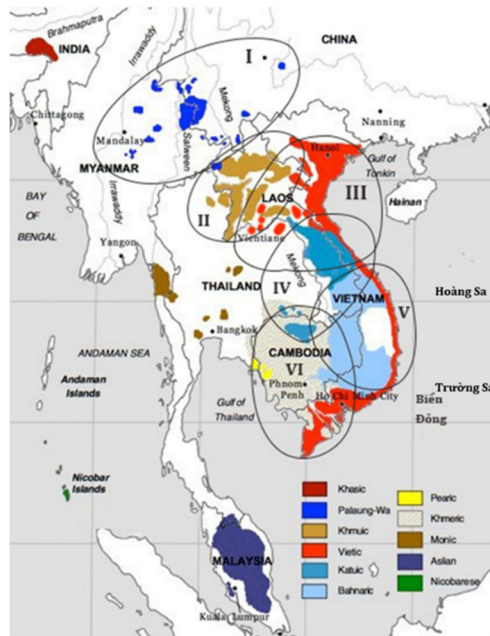 Brahmaputra
INDIA
Irrawaddy
I
CHINA
Chittagong
Mandalay
Salween
Mekong
Nanning
MYANMAR
Hanoi
Gulf of
Tonkin
BAY
OF
BENGAL
Irrawaddy
II
LAOS
III
Hainan
Vientiane
Yangon
Mekong
THAILAND
IV
VIETNAM
V
Hoàng Sa
Bangkok
ANDAMAN SEA
CAMBODIA
VI
Andaman
Islands
Phnom
Penh
Ho Chi Minh City
Trường Sa
Biển
Đông
Gulf of
Thailand
Nicobar
Islands
MALAYSIA
Kuala Lumpur
Khasic
Palaung-Wa
Khmuic
Vietic
Katuic
Bahnaric
Pearic
Khmeric
Monic
Aslian
Nicobarese